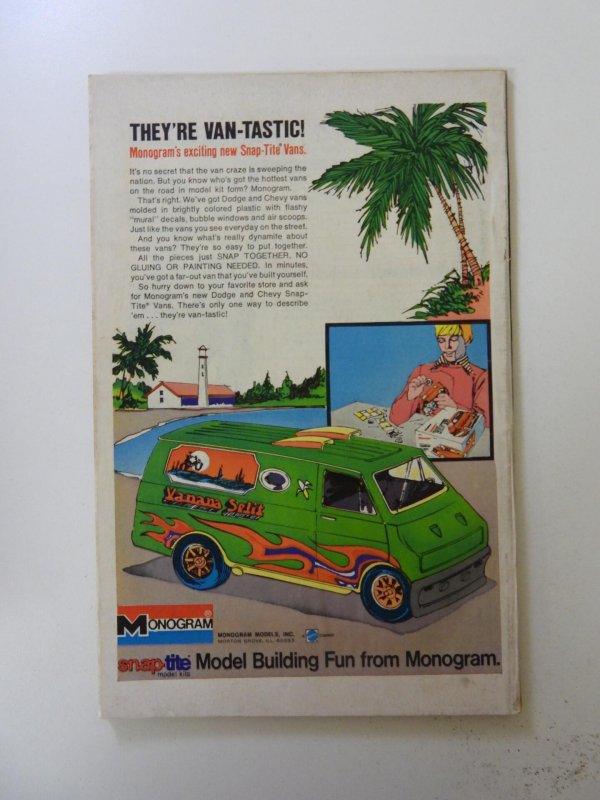 THEY'RE VAN-TASTIC!
Monogram's exciting new Snap-Tite® Vans.
It's no secret that the van craze is sweeping the
nation. But you know who's got the hottest vans
on the road in model kit form? Monogram.
That's right. We've got Dodge and Chevy vans
molded in brightly colored plastic with flashy
"mural" decals, bubble windows and air scoops.
Just like the vans you see everyday on the street.
And you know what's really dynamite about
these vans? They're so easy to put together.
All the pieces just SNAP TOGETHER, NO
GLUING OR PAINTING NEEDED. In minutes,
you've got a far-out van that you've built yourself.
So hurry down to your favorite store and ask
for Monogram's new Dodge and Chevy Snap-
Tite® Vans. There's only one way to describe
'em . . . they're van-tastic!
Vanana Split
MONOGRAM®
MONOGRAM MODELS, INC.
MORTON GROVE, ILL. 60053
snap-tite
model kits
Model Building Fun from Monogram.